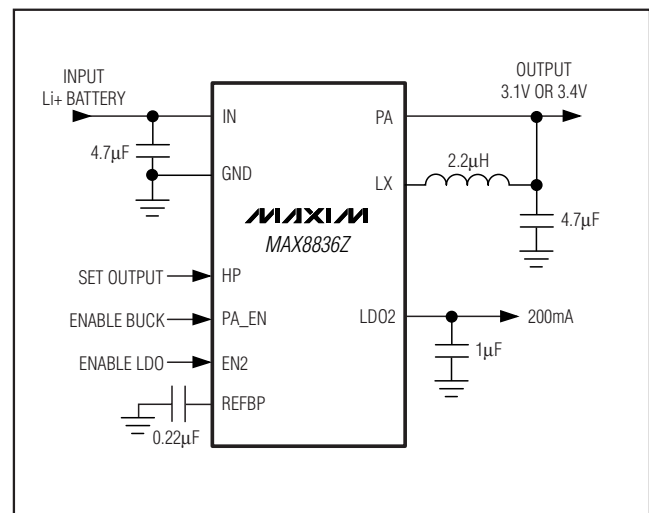 INPUT
Li+ BATTERY
OUTPUT
3.1V OR 3.4V
IN
PA
4.7µF
2.2µH
GND
LX
MAXIM
MAX8836Z
4.7µF
SET OUTPUT
HP
ENABLE BUCK
PA_EN
LDO2
200mA
ENABLE LDO
EN2
1µF
REFBP
0.22µF